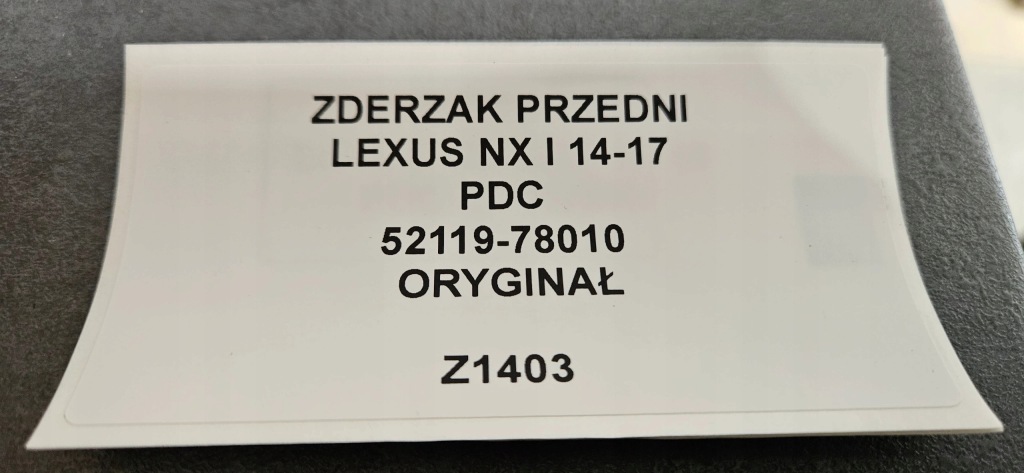 ZDERZAK PRZEDNI
LEXUS NX I 14-17
PDC
52119-78010
ORYGINAŁ
Z1403